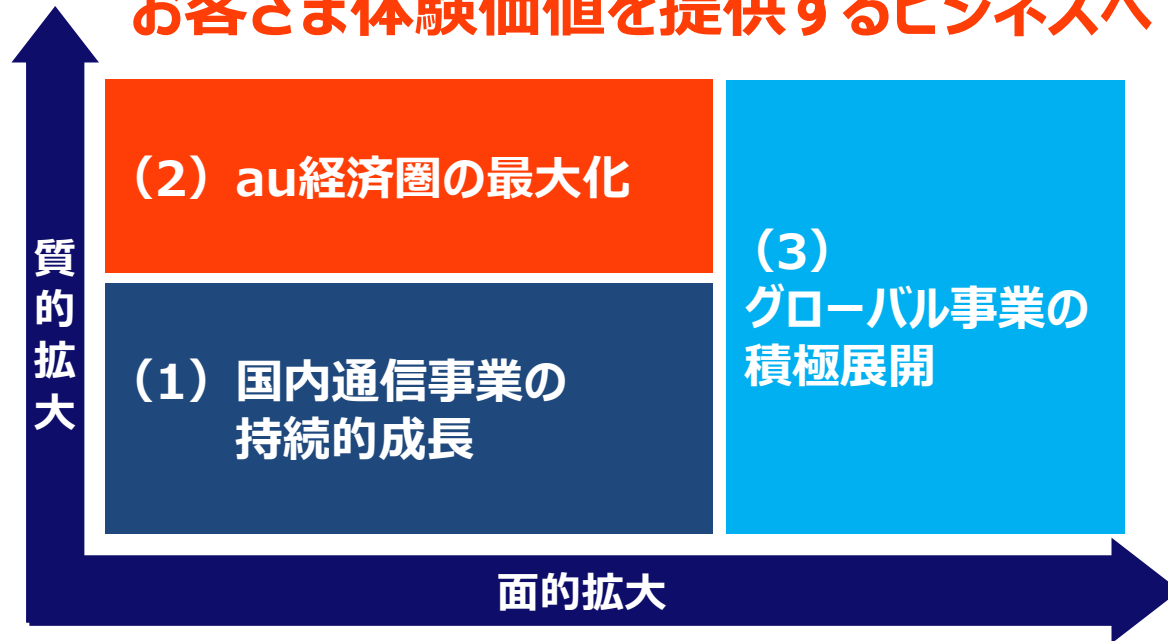 お客さま体験価値を提供するビジネスへ
（2）au経済圏の最大化
（3）
グローバル事業の
積極展開
（1）国内通信事業の
持続的成長
質的拡大
面的拡大